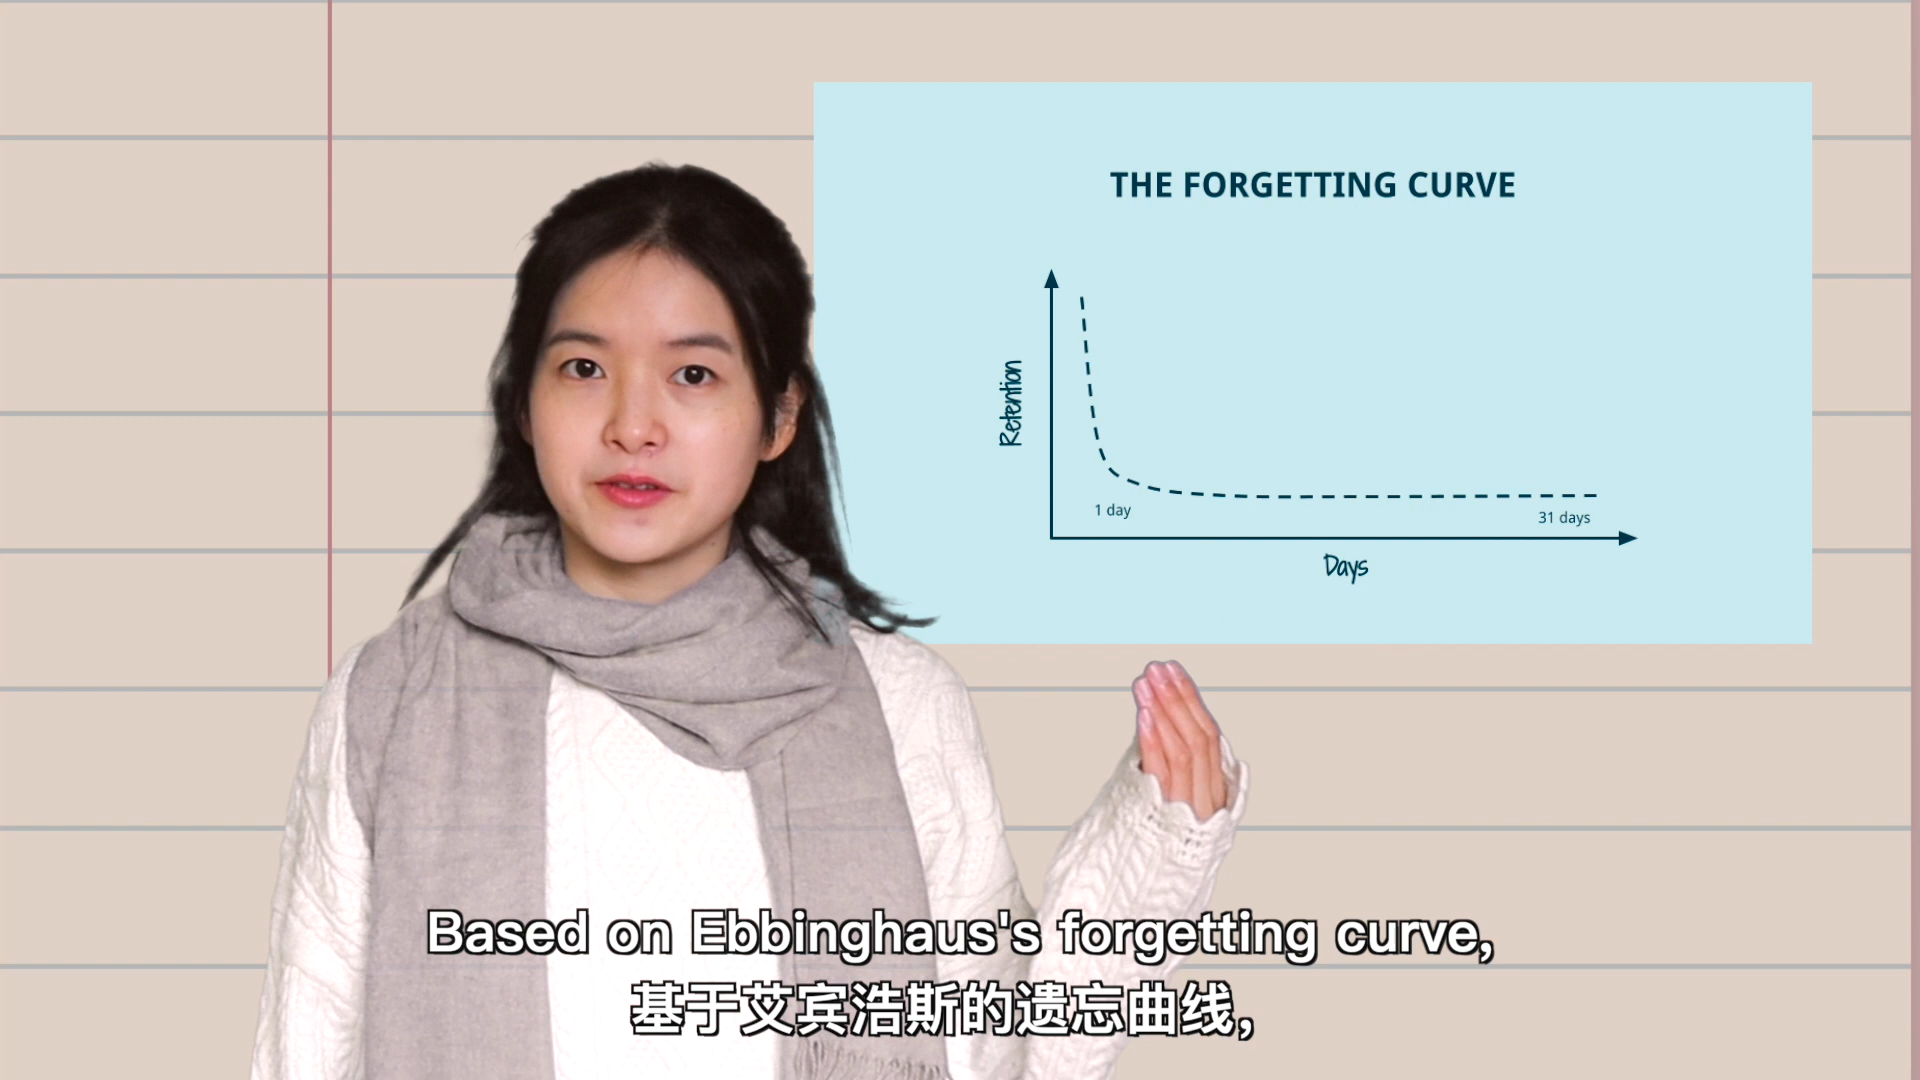 THE FORGETTING CURVE
Retention
1 day
31 days
Days
Based on Ebbinghaus's forgetting curve,
基于艾宾浩斯的遗忘曲线，